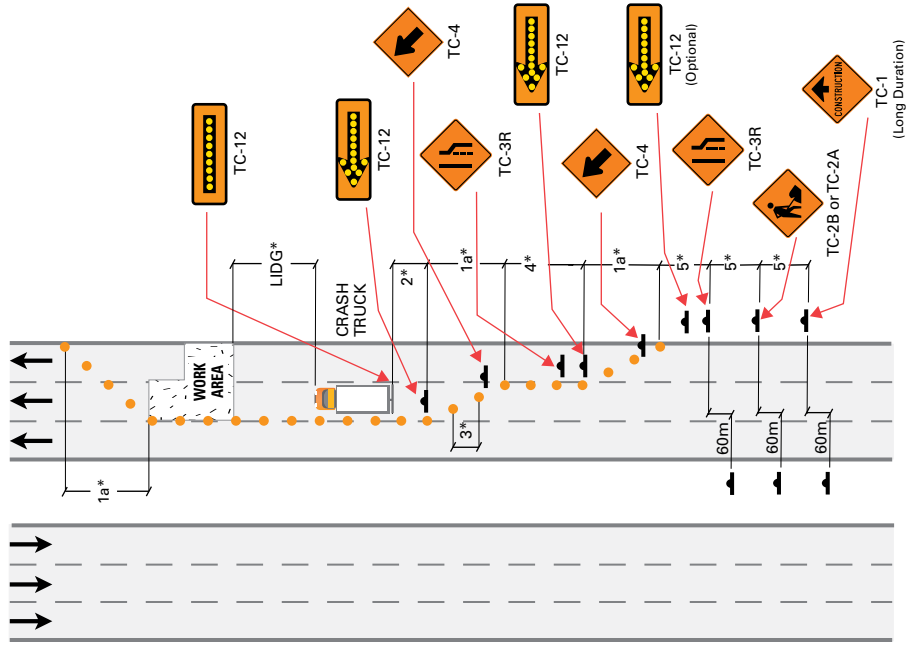 TC-4
TC-12
TC-12
TC-12
TC-3R
TC-12
(Optional)
TC-4
TC-3R
CONSTRUCTION
TC-1
(Long Duration)
TC-2B or TC-2A
LIDG*
CRASH
TRUCK
WORK
AREA
2*
1a*
4*
1a*
5*
5*
5*
3*
1a*
60m
60m
60m